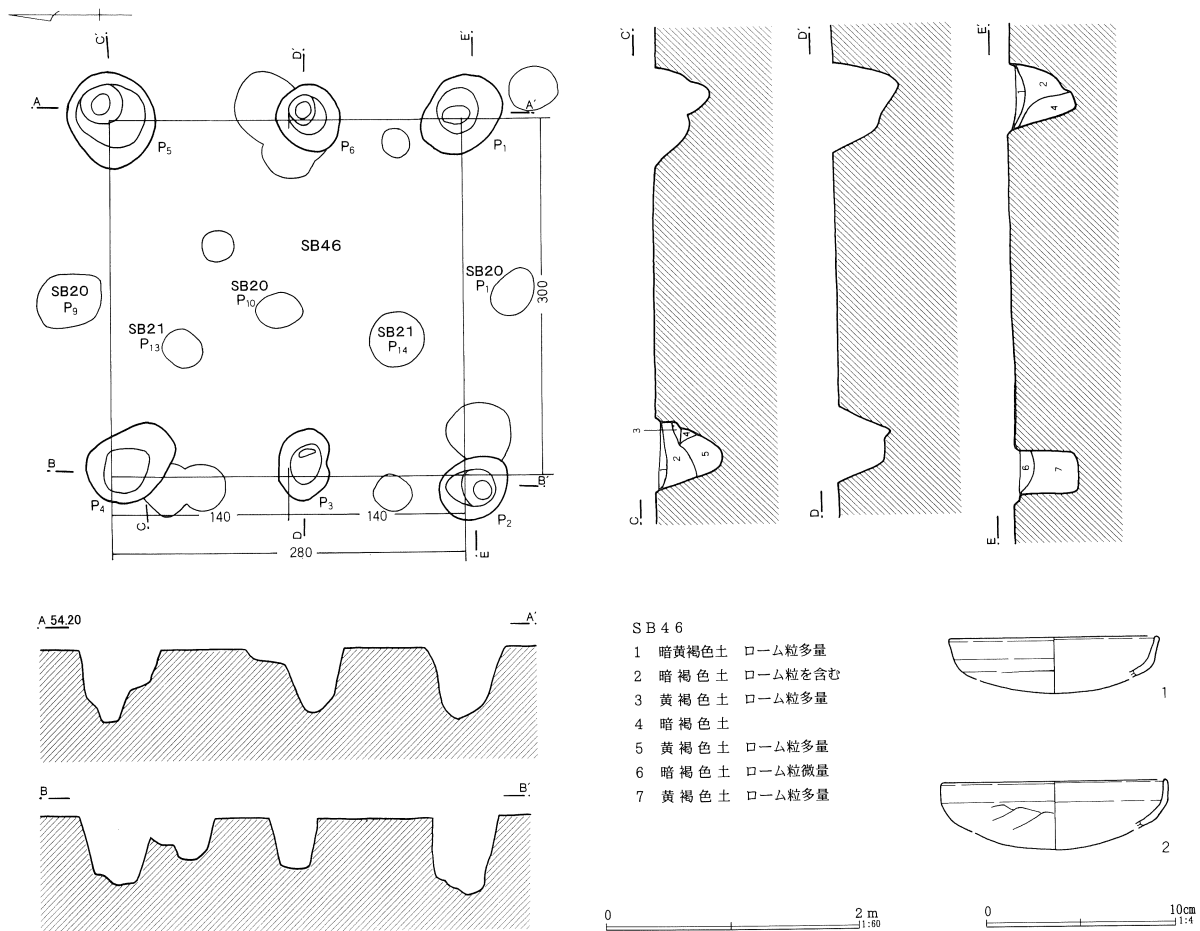 C'
D'
E'
A
A'
P5
P6
P1
SB46
SB20
P9
SB20
P10
SB20
P1
300
SB21
P13
SB21
P14
B
B'
P4
P3
P2
C
140
D
140
E
280
C'
D'
E'
1
2
4
3
4
2
5
6
7
C
D
E
A 54.20
A'
B
B'
SB46
1 暗黄褐色土 ローム粒多量
2 暗褐色土 ローム粒を含む
3 黄褐色土 ローム粒多量
4 暗褐色土
5 黄褐色土 ローム粒多量
6 暗褐色土 ローム粒微量
7 黄褐色土 ローム粒多量
1
2
0 2m
1:60
0 10cm
1:4